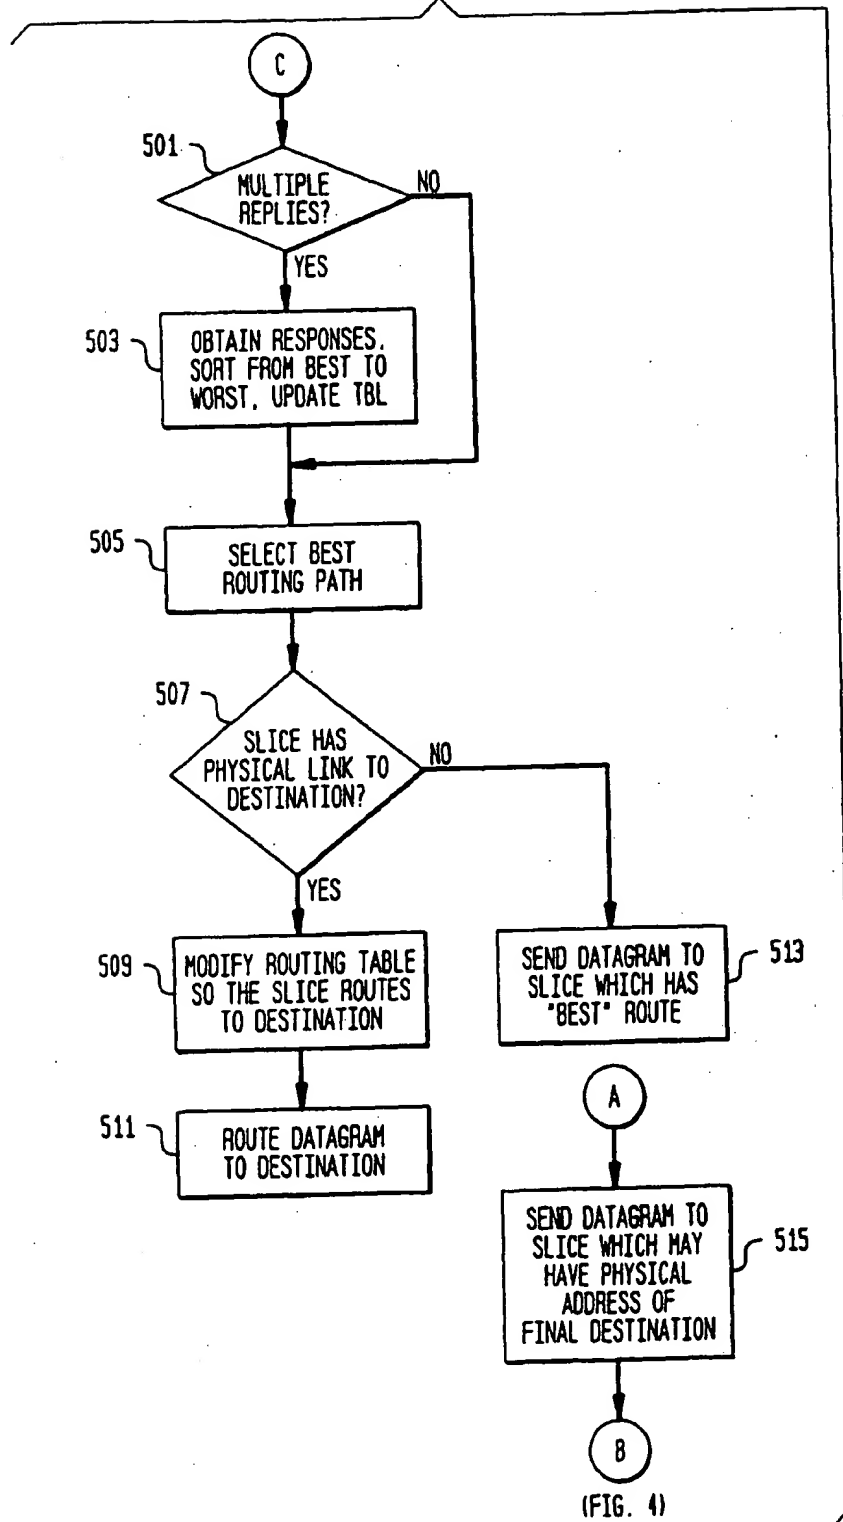 C
501
MULTIPLE
REPLIES?
NO
YES
503
OBTAIN RESPONSES,
SORT FROM BEST TO
WORST, UPDATE TBL
505
SELECT BEST
ROUTING PATH
507
SLICE HAS
PHYSICAL LINK TO
DESTINATION?
NO
YES
509
MODIFY ROUTING TABLE
SO THE SLICE ROUTES
TO DESTINATION
513
SEND DATAGRAM TO
SLICE WHICH HAS
"BEST" ROUTE
511
ROUTE DATAGRAM
TO DESTINATION
A
515
SEND DATAGRAM TO
SLICE WHICH MAY
HAVE PHYSICAL
ADDRESS OF
FINAL DESTINATION
B
(FIG. 4)